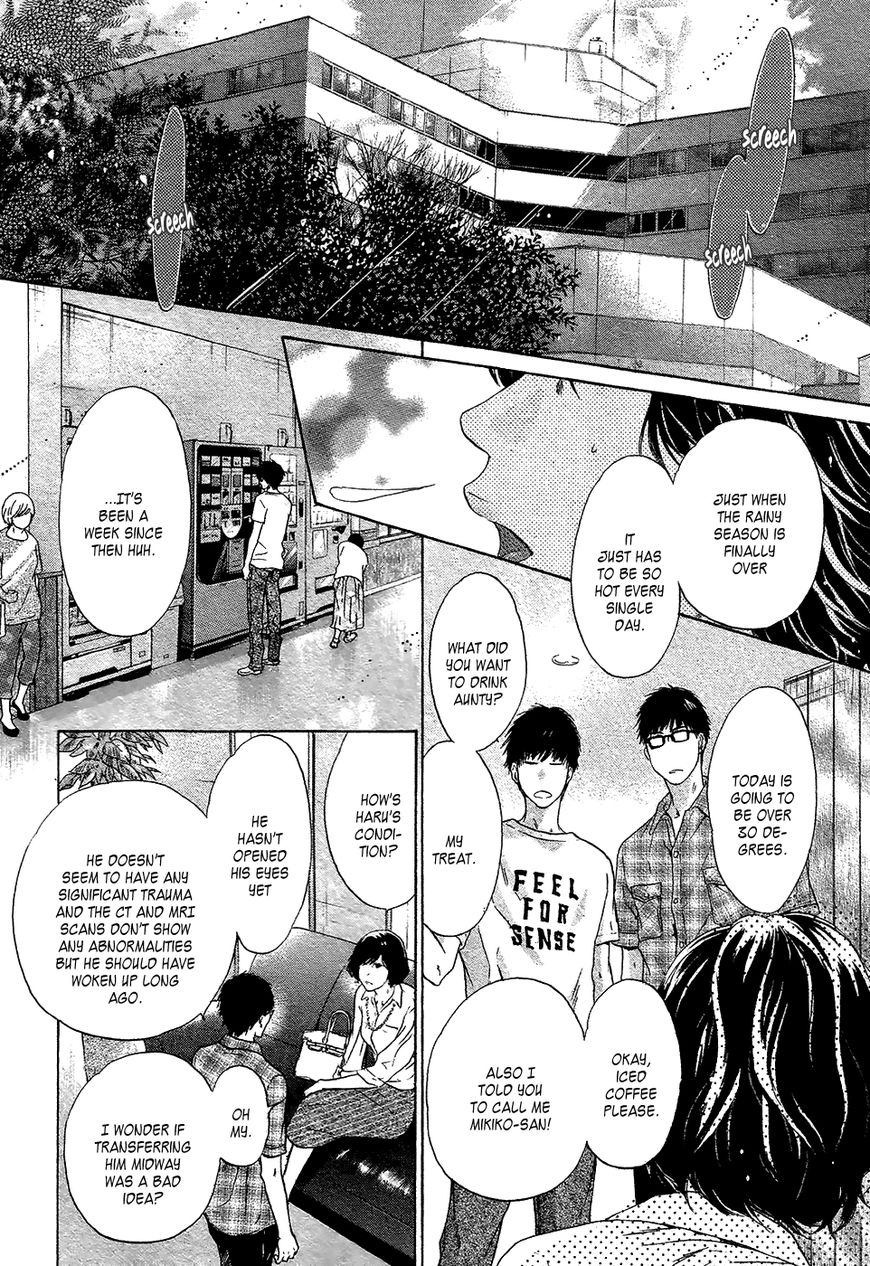 screech
screech
screech
JUST WHEN
THE RAINY
SEASON IS
FINALLY
OVER
IT
JUST HAS
TO BE SO
HOT EVERY
SINGLE
DAY.
...IT'S
BEEN A
WEEK SINCE
THEN HUH.
TODAY IS
GOING TO
BE OVER
30 DE-
GREES.
WHAT DID
YOU WANT
TO DRINK
AUNTY?
MY
TREAT.
FEEL
FOR
SENSE
OKAY,
ICED
COFFEE
PLEASE.
ALSO I
TOLD YOU
TO CALL ME
MIKIKO-SAN!
HOW'S
HARU'S
CONDI-
TION?
HE
HASN'T
OPENED
HIS EYES
YET
HE DOESN'T
SEEM TO HAVE ANY
SIGNIFICANT TRAUMA
AND THE CT AND MRI
SCANS DON'T SHOW
ANY ABNORMALITIES
BUT HE SHOULD HAVE
WOKEN UP LONG
AGO.
OH
MY.
I WONDER IF
TRANSFERRING
HIM MIDWAY
WAS A BAD
IDEA?